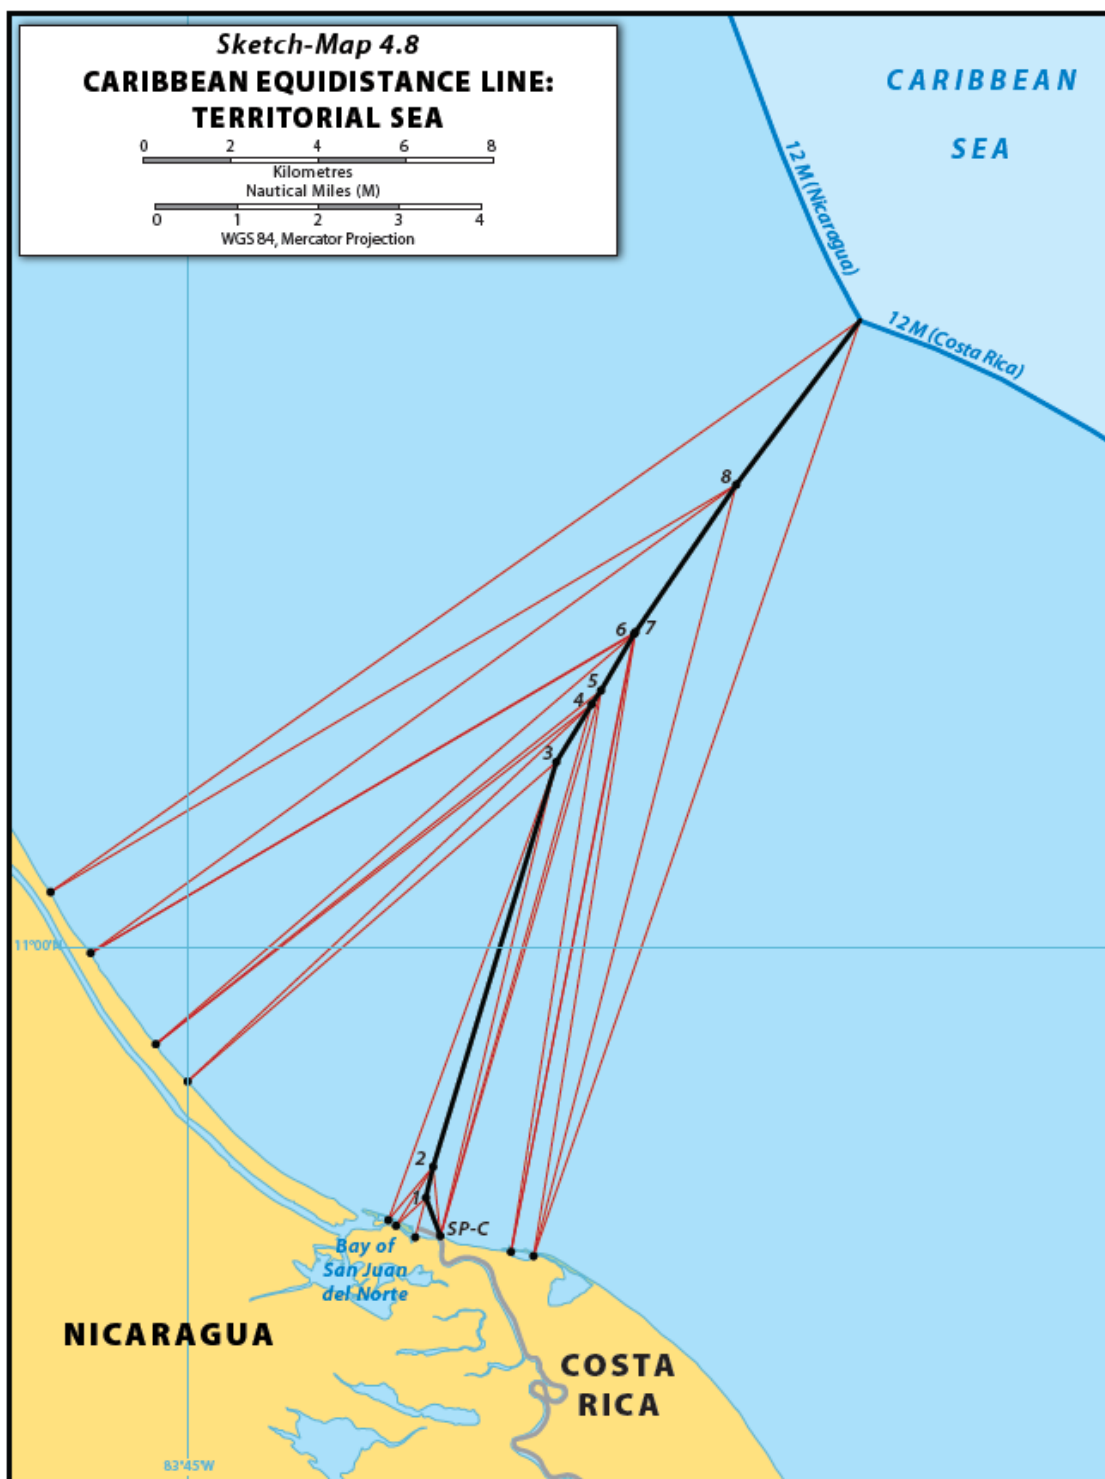 Sketch-Map 4.8
CARIBBEAN EQUIDISTANCE LINE:
TERRITORIAL SEA
0 2 4 6 8
Kilometres
Nautical Miles (M)
0 1 2 3 4
WGS 84, Mercator Projection
CARIBBEAN
SEA
12 M (Nicaragua)
12 M (Costa Rica)
8
6 7
5
4
3
11°00'N
2
1
SP-C
Bay of
San Juan
del Norte
NICARAGUA
COSTA
RICA
83°45'W